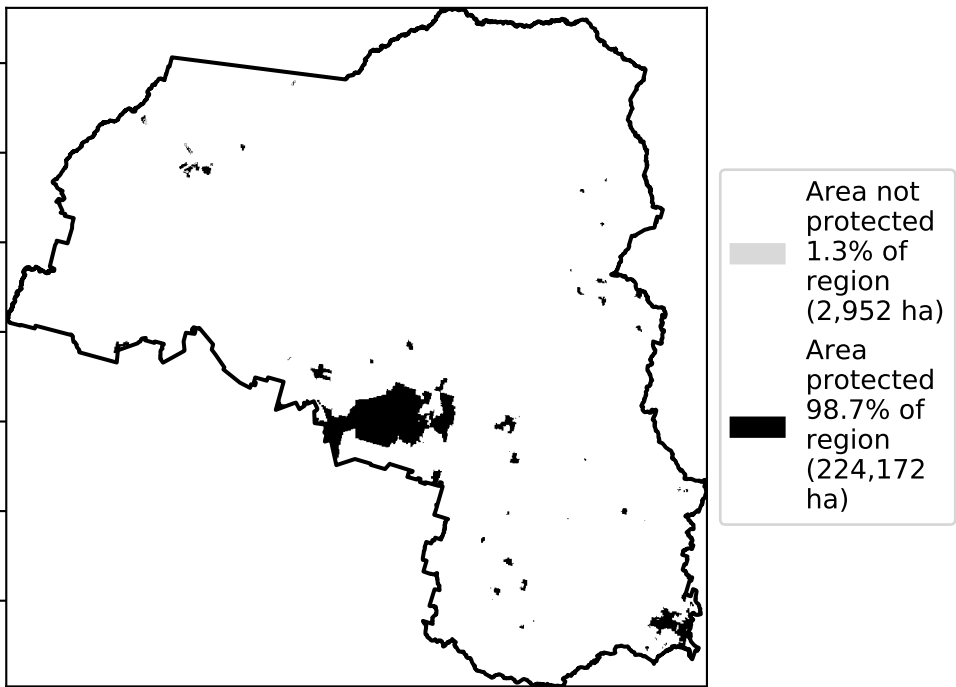 Area not
protected
1.3% of
region
(2,952 ha)
Area
protected
98.7% of
region
(224,172
ha)